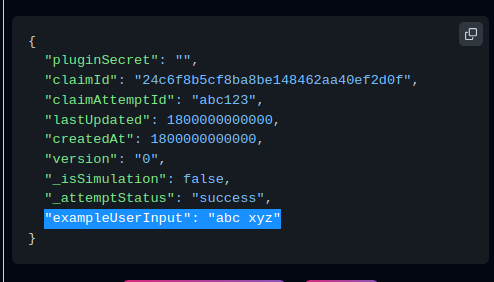 {
"pluginSecret": "",
"claimId": "24c6f8b5cf8ba8be148462aa40ef2d0f",
"claimAttemptId": "abc123",
"lastUpdated": 1800000000000,
"createdAt": 1800000000000,
"version": "0",
"_isSimulation": false,
"_attemptStatus": "success",
"exampleUserInput": "abc xyz"
}